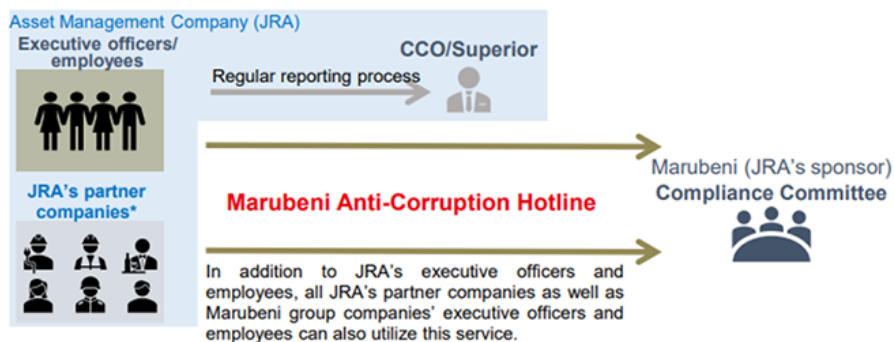 Asset Management Company (JRA)
Executive officers/
employees
CCO/Superior
Regular reporting process
Marubeni (JRA's sponsor)
Compliance Committee
JRA's partner
companies*
Marubeni Anti-Corruption Hotline
In addition to JRA's executive officers and
employees, all JRA's partner companies as well as
Marubeni group companies' executive officers and
employees can also utilize this service.